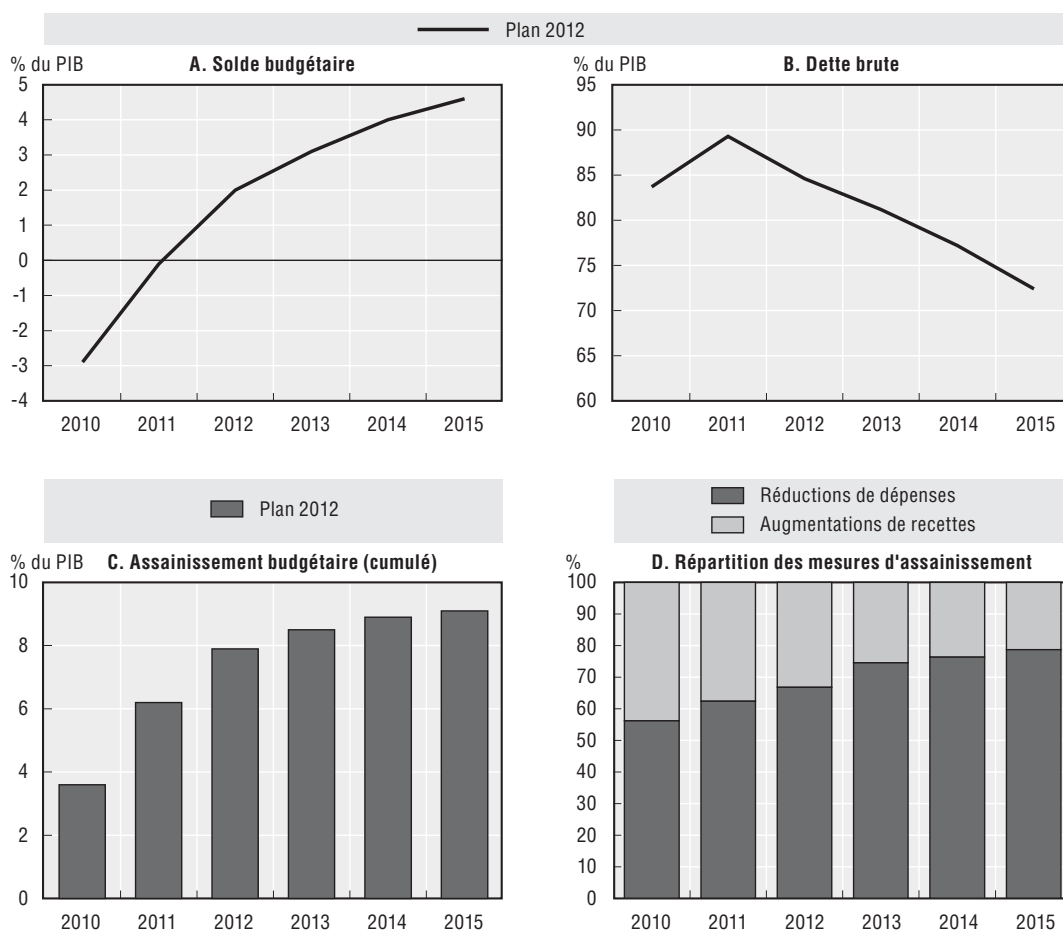 Plan 2012
% du PIB
A. Solde budgétaire
5
4
3
2
1
0
-1
-2
-3
-4
2010 2011 2012 2013 2014 2015
% du PIB
B. Dette brute
95
90
85
80
75
70
65
60
2010 2011 2012 2013 2014 2015
Plan 2012
% du PIB
C. Assainissement budgétaire (cumulé)
10
8
6
4
2
0
2010 2011 2012 2013 2014 2015
Réductions de dépenses
Augmentations de recettes
%
D. Répartition des mesures d'assainissement
100
90
80
70
60
50
40
30
20
10
0
2010 2011 2012 2013 2014 2015